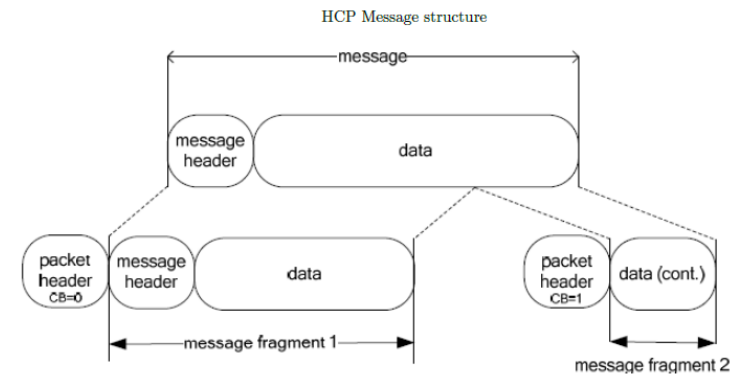 HCP Message structure
message
message
header
data
packet
header
CB=0
message
header
data
packet
header
CB=1
data (cont.)
message fragment 1
message fragment 2